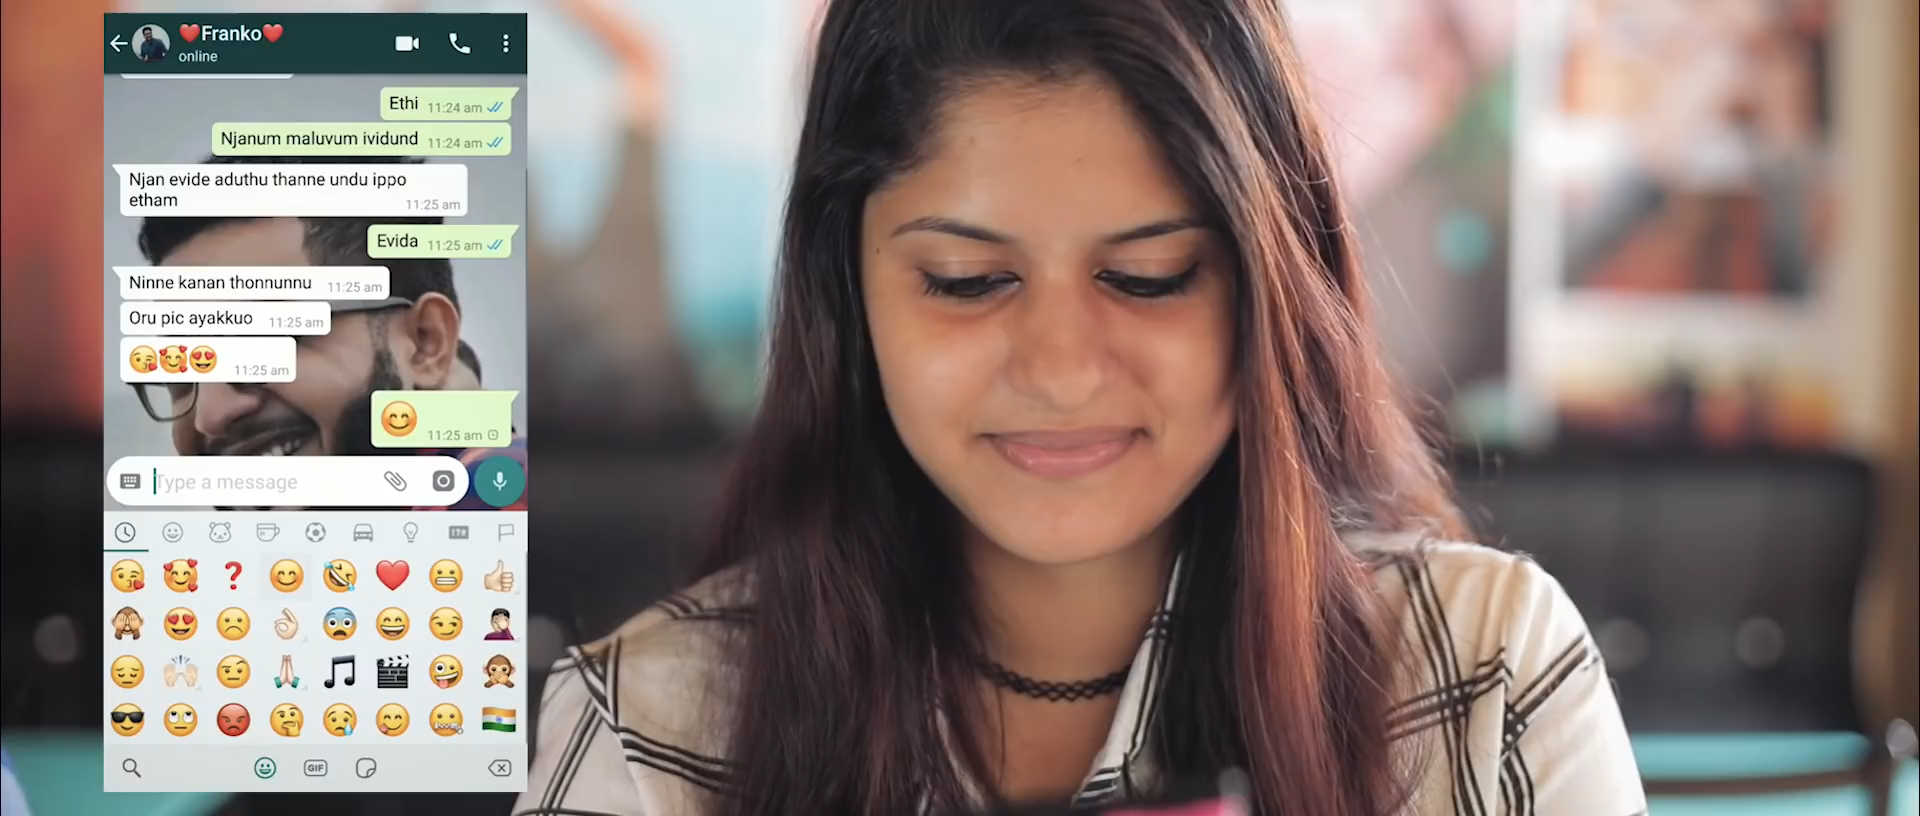 ❤️Franko❤️
online
Ethi 11:24 am
Njanum maluvum ividund 11:24 am
Njan evide aduthu thanne undu ippo
etham 11:25 am
Evida 11:25 am
Ninne kanan thonnunnu 11:25 am
Oru pic ayakkuo 11:25 am
😘🥰😍 11:25 am
😊 11:25 am
Type a message
GIF